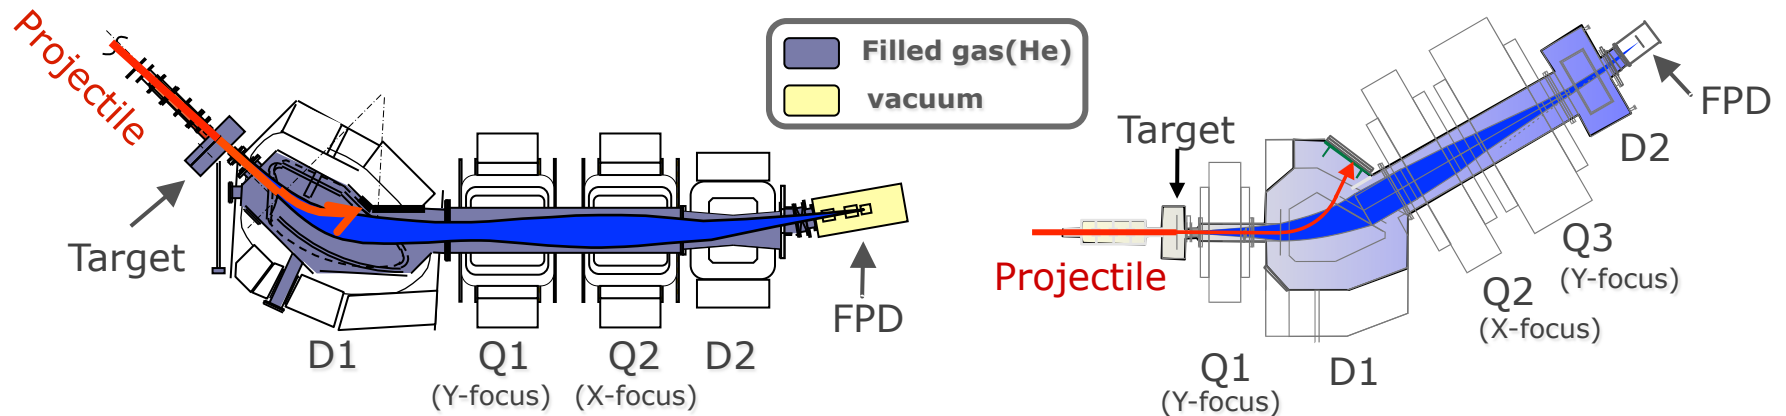 Projectile
Target
D1
Q1
(Y-focus)
Q2
(X-focus)
D2
FPD
Filled gas(He)
vacuum
Projectile
Target
Q1
(Y-focus)
D1
Q2
(X-focus)
Q3
(Y-focus)
D2
FPD